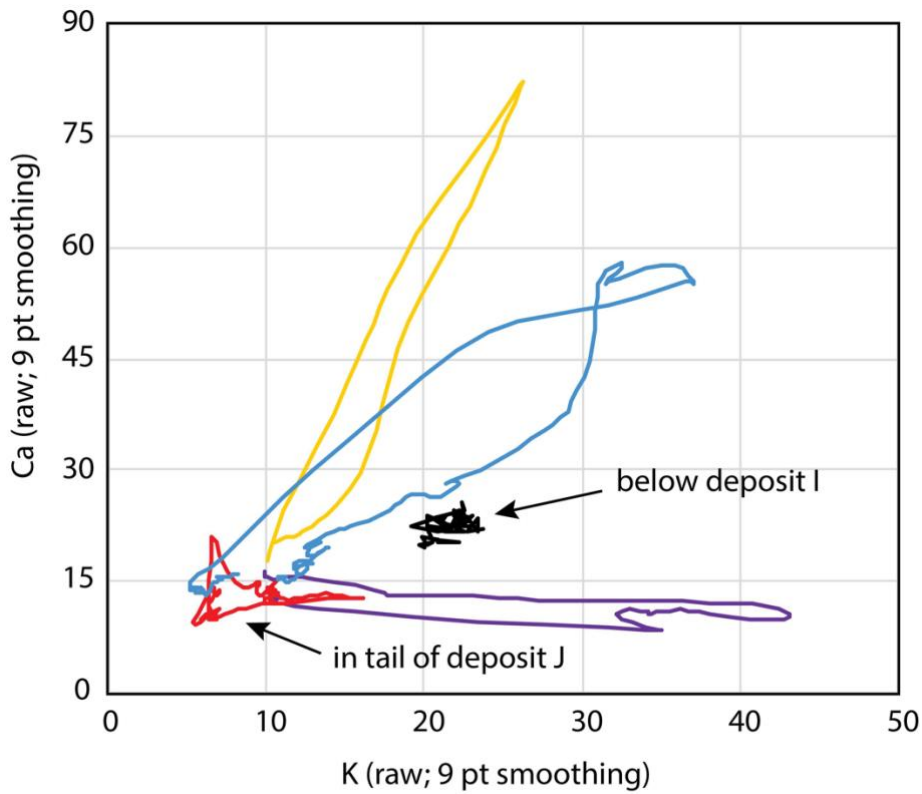 90
75
60
45
30
15
0
Ca (raw; 9 pt smoothing)
below deposit I
in tail of deposit J
0 10 20 30 40 50
K (raw; 9 pt smoothing)